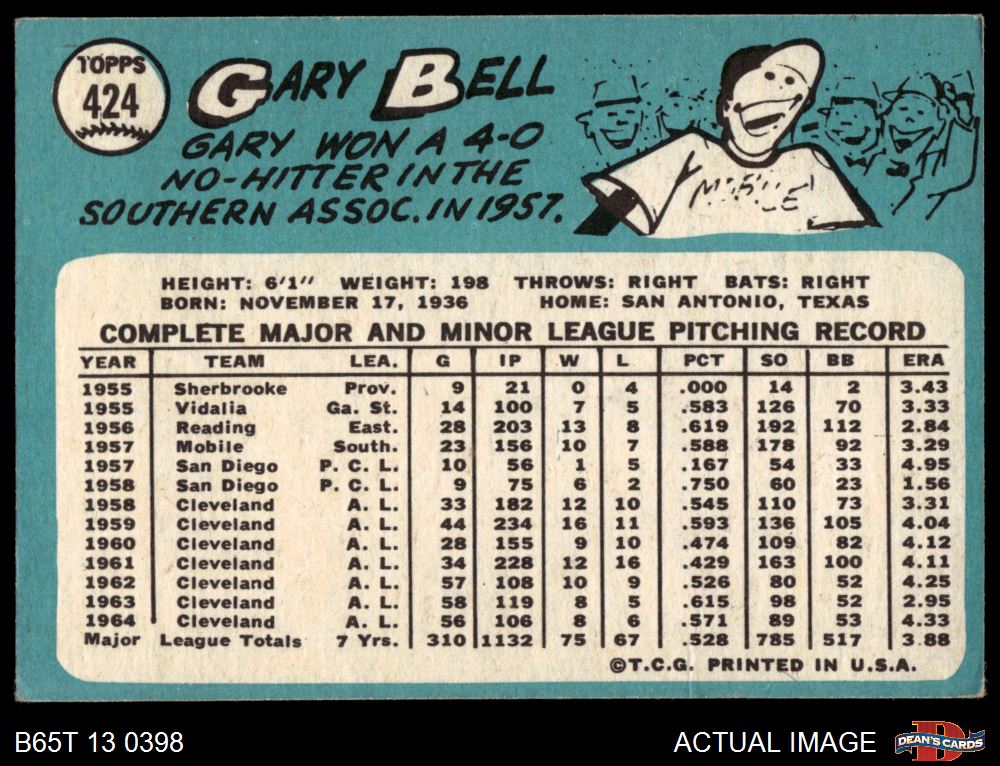 TOPPS
424
GARY BELL
GARY WON A 4-0
NO-HITTER IN THE
SOUTHERN ASSOC. IN 1957.
MOBILE
HEIGHT: 6'1" WEIGHT: 198 THROWS: RIGHT BATS: RIGHT
BORN: NOVEMBER 17, 1936 HOME: SAN ANTONIO, TEXAS
COMPLETE MAJOR AND MINOR LEAGUE PITCHING RECORD
YEAR TEAM LEA. G IP W L PCT SO BB ERA
1955 Sherbrooke Prov. 9 21 0 4 .000 14 2 3.43
1955 Vidalia Ga. St. 14 100 7 5 .583 126 70 3.33
1956 Reading East. 28 203 13 8 .619 192 112 2.84
1957 Mobile South. 23 156 10 7 .588 178 92 3.29
1957 San Diego P. C. L. 10 56 1 5 .167 54 33 4.95
1958 San Diego P. C. L. 9 75 6 2 .750 60 23 1.56
1958 Cleveland A. L. 33 182 12 10 .545 110 73 3.31
1959 Cleveland A. L. 44 234 16 11 .593 136 105 4.04
1960 Cleveland A. L. 28 155 9 10 .474 109 82 4.12
1961 Cleveland A. L. 34 228 12 16 .429 163 100 4.11
1962 Cleveland A. L. 57 108 10 9 .526 80 52 4.25
1963 Cleveland A. L. 58 119 8 5 .615 98 52 2.95
1964 Cleveland A. L. 56 106 8 6 .571 89 53 4.33
Major League Totals 7 Yrs. 310 1132 75 67 .528 785 517 3.88
©T.C.G. PRINTED IN U.S.A.
B65T 13 0398 ACTUAL IMAGE DEAN'S CARDS